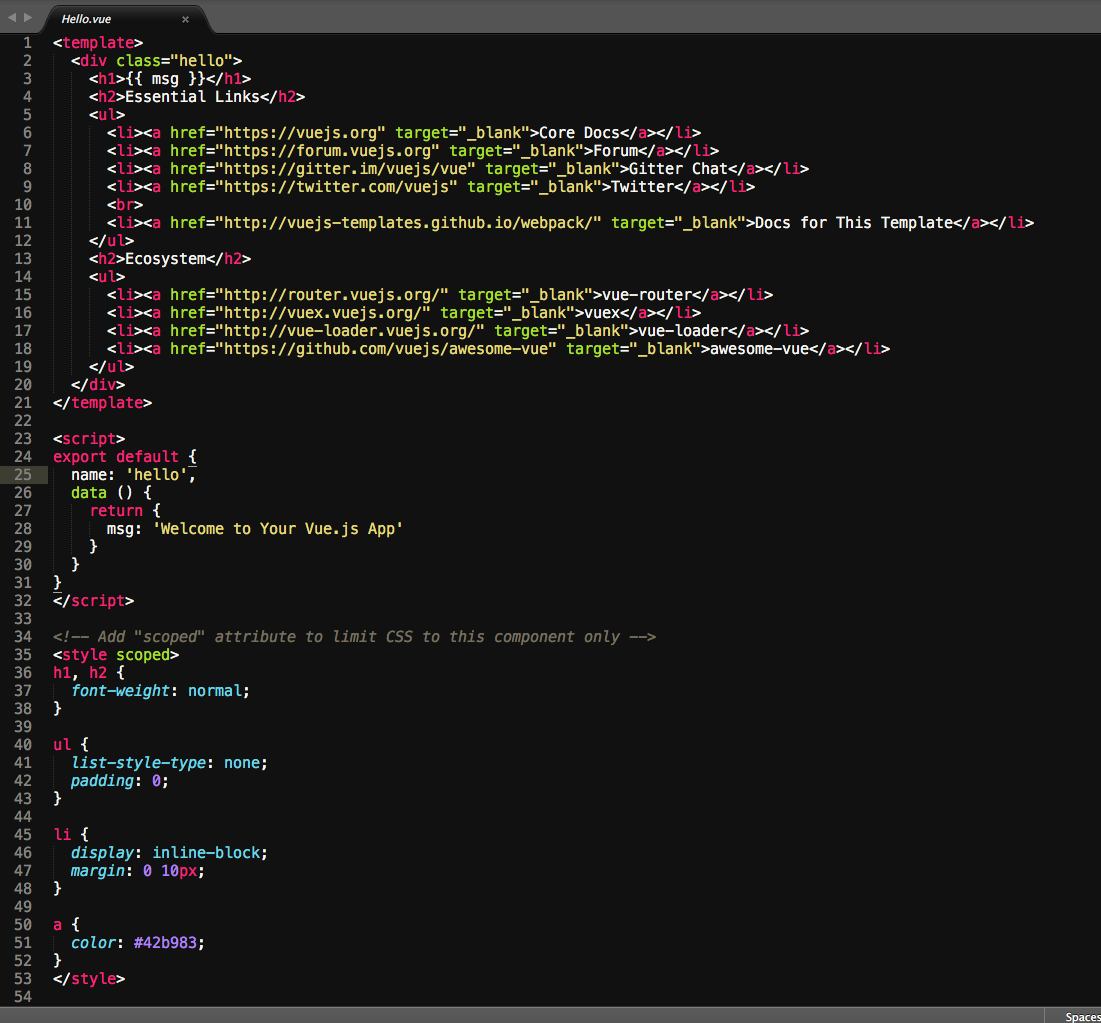 Hello.vue ×
1 <template>
2   <div class="hello">
3     <h1>{{ msg }}</h1>
4     <h2>Essential Links</h2>
5     <ul>
6       <li><a href="https://vuejs.org" target="_blank">Core Docs</a></li>
7       <li><a href="https://forum.vuejs.org" target="_blank">Forum</a></li>
8       <li><a href="https://gitter.im/vuejs/vue" target="_blank">Gitter Chat</a></li>
9       <li><a href="https://twitter.com/vuejs" target="_blank">Twitter</a></li>
10       <br>
11       <li><a href="http://vuejs-templates.github.io/webpack/" target="_blank">Docs for This Template</a></li>
12     </ul>
13     <h2>Ecosystem</h2>
14     <ul>
15       <li><a href="http://router.vuejs.org/" target="_blank">vue-router</a></li>
16       <li><a href="http://vuex.vuejs.org/" target="_blank">vuex</a></li>
17       <li><a href="http://vue-loader.vuejs.org/" target="_blank">vue-loader</a></li>
18       <li><a href="https://github.com/vuejs/awesome-vue" target="_blank">awesome-vue</a></li>
19     </ul>
20   </div>
21 </template>
22
23 <script>
24 export default {
25   name: 'hello',
26   data () {
27     return {
28       msg: 'Welcome to Your Vue.js App'
29     }
30   }
31 }
32 </script>
33
34 <!-- Add "scoped" attribute to limit CSS to this component only -->
35 <style scoped>
36 h1, h2 {
37   font-weight: normal;
38 }
39
40 ul {
41   list-style-type: none;
42   padding: 0;
43 }
44
45 li {
46   display: inline-block;
47   margin: 0 10px;
48 }
49
50 a {
51   color: #42b983;
52 }
53 </style>
54
Spaces